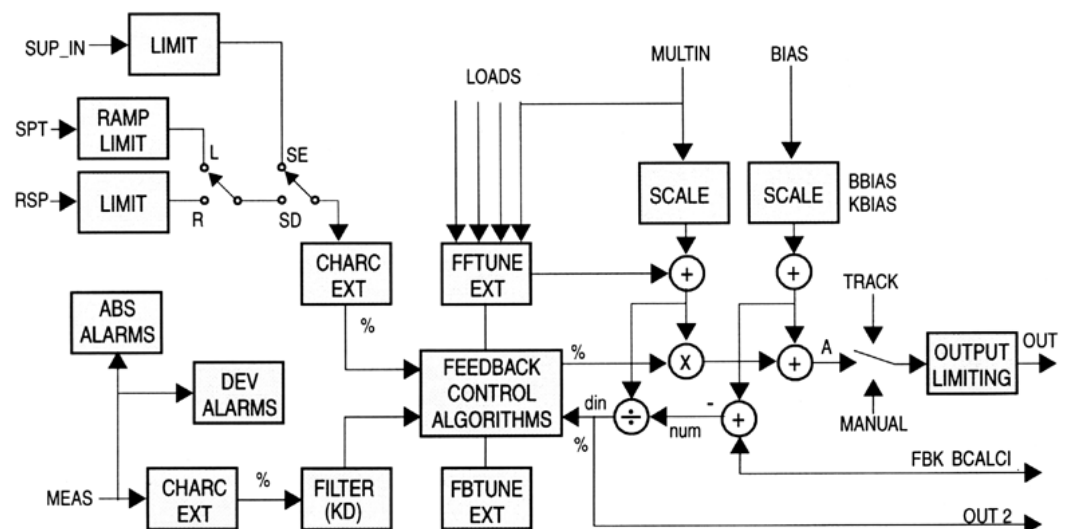 SUP_IN
LIMIT
MULTIN
BIAS
LOADS
SPT
RAMP
LIMIT
L
SE
RSP
LIMIT
R
SD
SCALE
SCALE
BBIAS
KBIAS
CHARC
EXT
FFTUNE
EXT
+
+
TRACK
ABS
ALARMS
%
DEV
ALARMS
FEEDBACK
CONTROL
ALGORITHMS
%
X
+
A
OUTPUT
LIMITING
OUT
din
%
÷
num
-
+
MANUAL
FBK BCALCI
MEAS
CHARC
EXT
%
FILTER
(KD)
FBTUNE
EXT
OUT 2